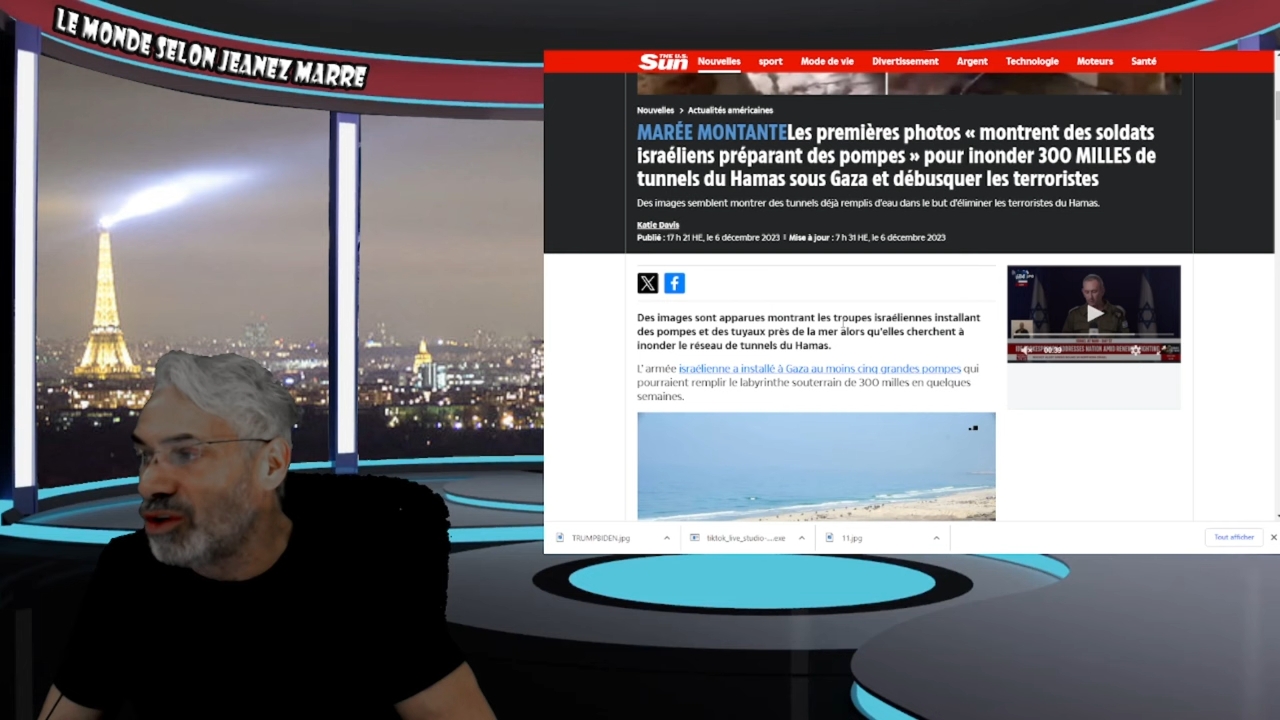 LE MONDE SELON JEANEZ MARRE
THE U.S. Sun
Nouvelles sport Mode de vie Divertissement Argent Technologie Moteurs Santé
Nouvelles > Actualités américaines
MARÉE MONTANTELes premières photos « montrent des soldats
israéliens préparant des pompes » pour inonder 300 MILLES de
tunnels du Hamas sous Gaza et débusquer les terroristes
Des images semblent montrer des tunnels déjà remplis d'eau dans le but d'éliminer les terroristes du Hamas.
Katie Davis
Publié : 17 h 21 HE, le 6 décembre 2023 | Mise à jour : 7 h 31 HE, le 6 décembre 2023
Des images sont apparues montrant les troupes israéliennes installant
des pompes et des tuyaux près de la mer alors qu'elles cherchent à
inonder le réseau de tunnels du Hamas.
L' armée israélienne a installé à Gaza au moins cinq grandes pompes qui
pourraient remplir le labyrinthe souterrain de 300 milles en quelques
semaines.
00:39
TRUMPBIDEN.jpg
tiktok_live_studio-....exe
11.jpg
Tout afficher